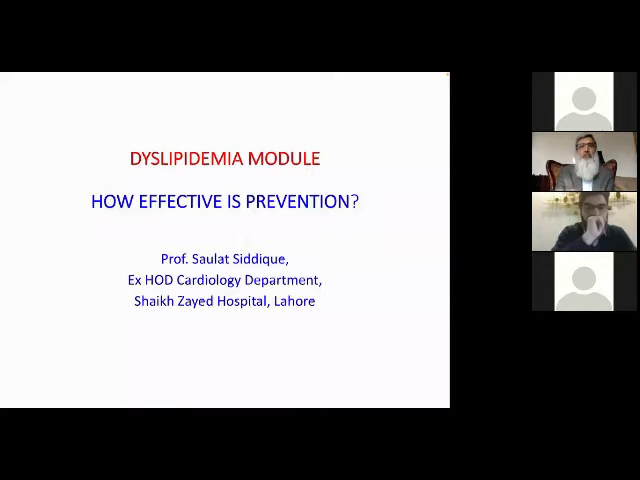 DYSLIPIDEMIA MODULE
HOW EFFECTIVE IS PREVENTION?
Prof. Saulat Siddique,
Ex HOD Cardiology Department,
Shaikh Zayed Hospital, Lahore